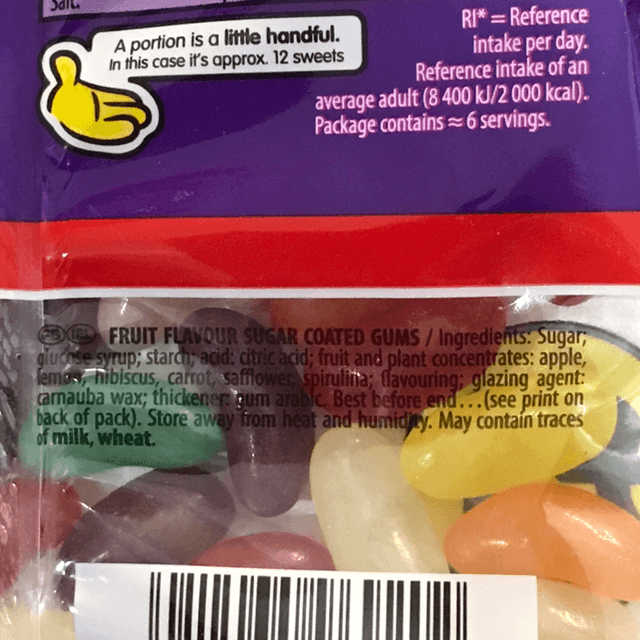 Salt.
A portion is a little handful.
In this case it's approx. 12 sweets
RI* = Reference
intake per day.
Reference intake of an
average adult (8 400 kJ/2 000 kcal).
Package contains ≈ 6 servings.
FRUIT FLAVOUR SUGAR COATED GUMS / Ingredients: Sugar;
glucose syrup; starch; acid: citric acid; fruit and plant concentrates: apple,
lemon, hibiscus, carrot, safflower, spirulina; flavouring; glazing agent:
carnauba wax; thickener: gum arabic. Best before end...(see print on
back of pack). Store away from heat and humidity. May contain traces
of milk, wheat.